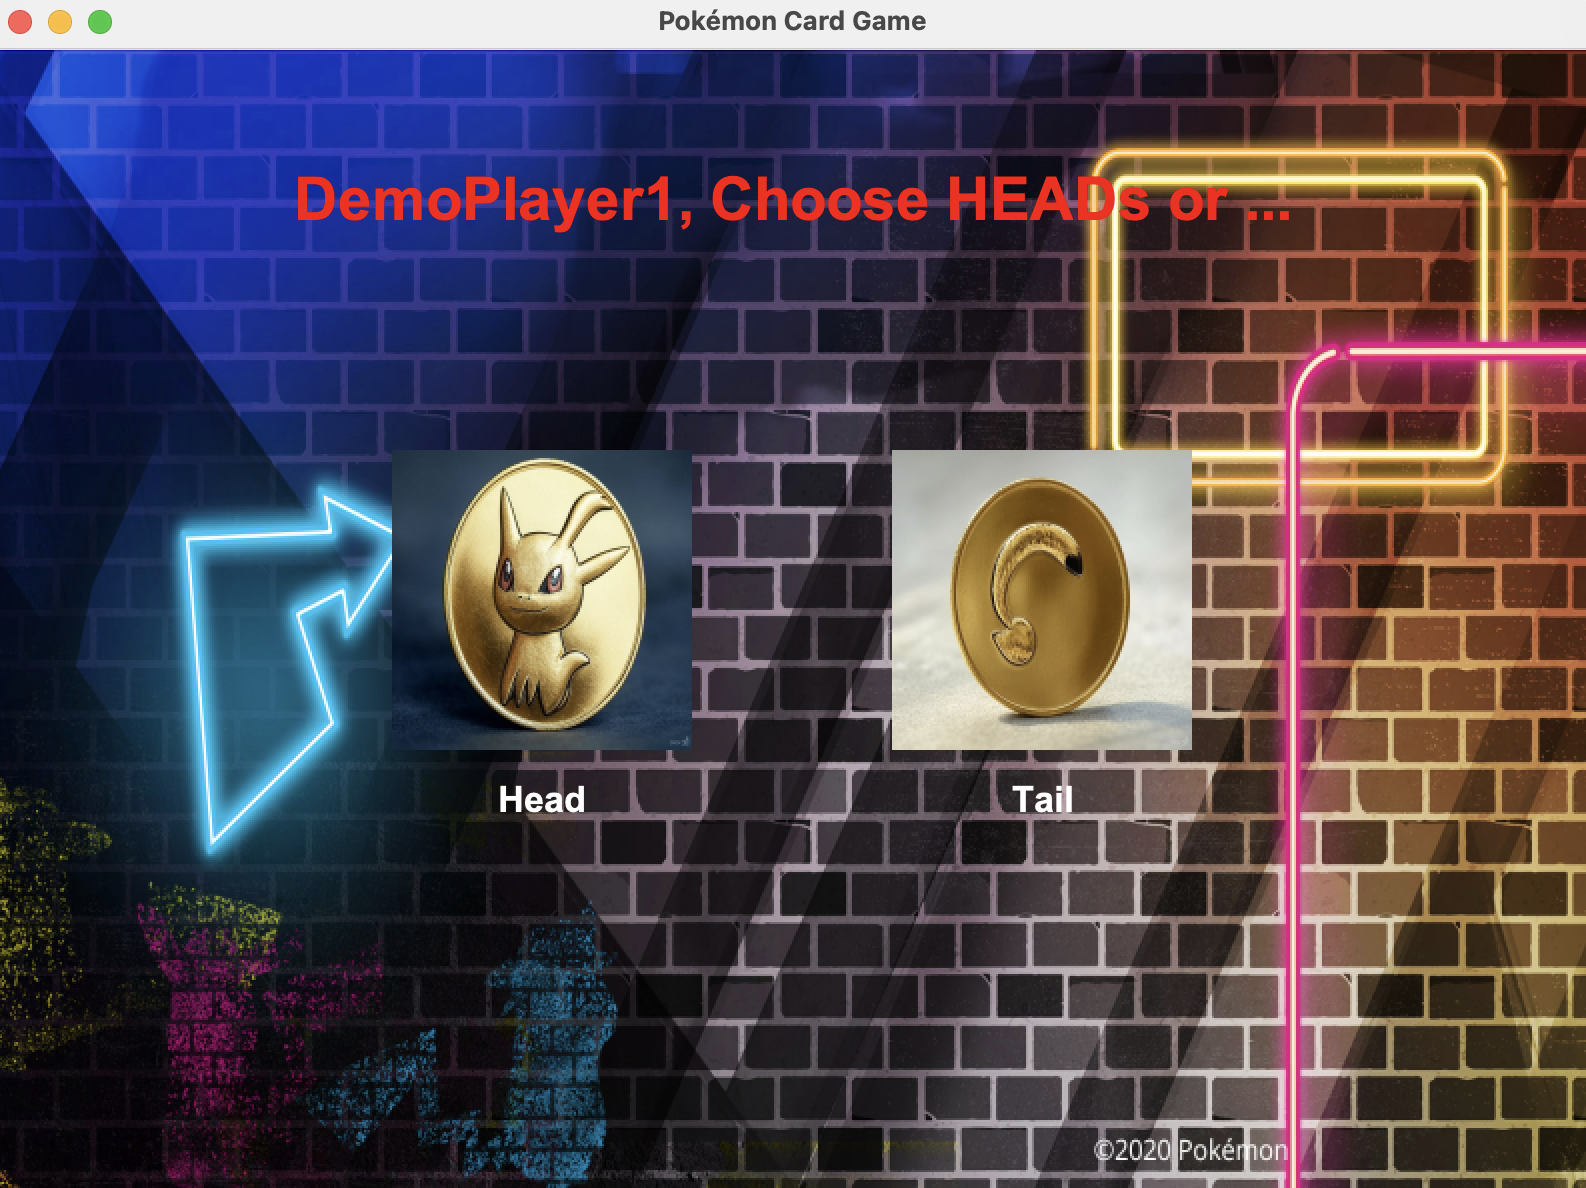 Pokémon Card Game
DemoPlayer1, Choose HEADs or ...
Head
Tail
©2020 Pokémon